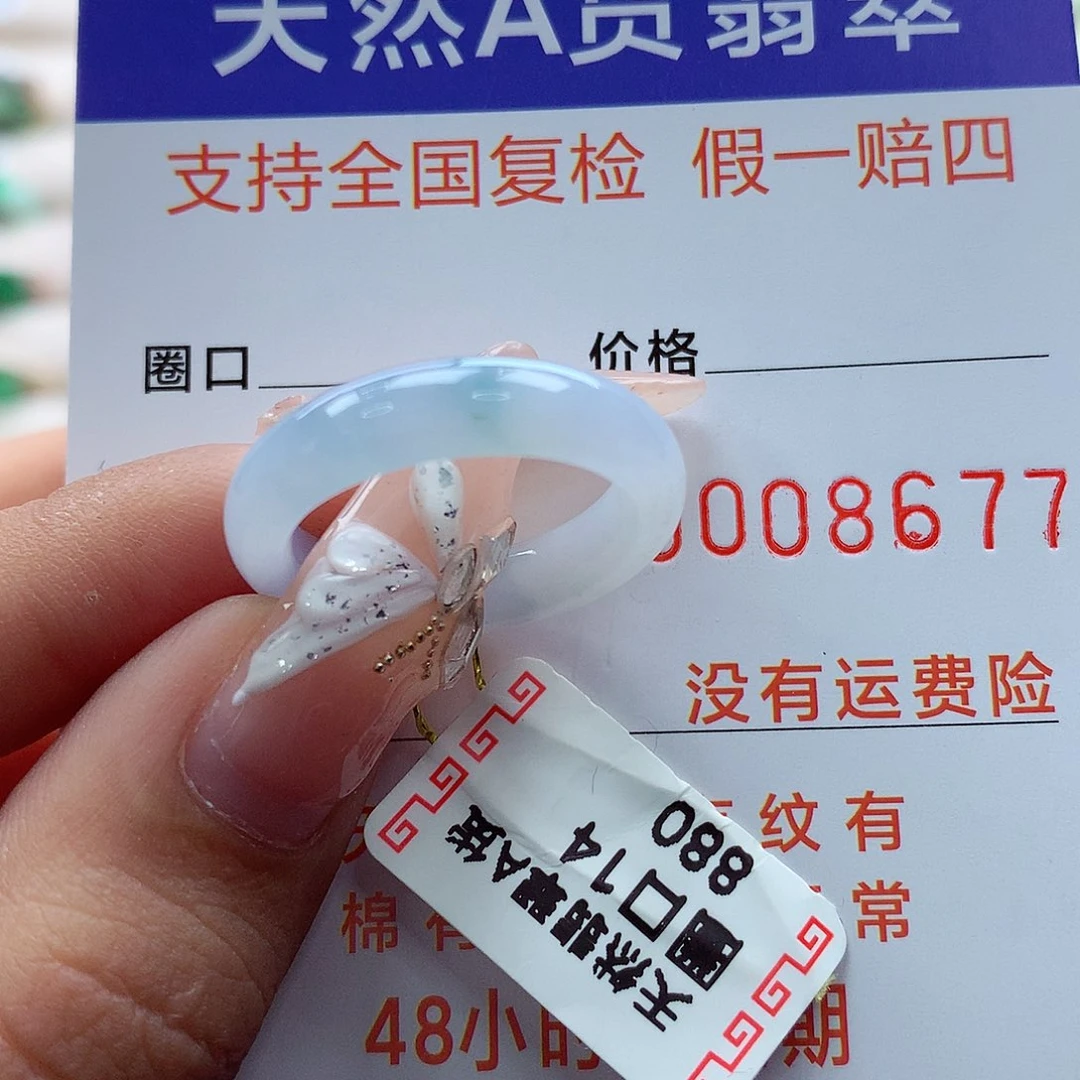 天然A货翡翠
支持全国复检 假一赔四
圈口
价格
008677
没有运费险
纹有
棉有
常
48小时
期
天然翡翠A货
圈口14
880